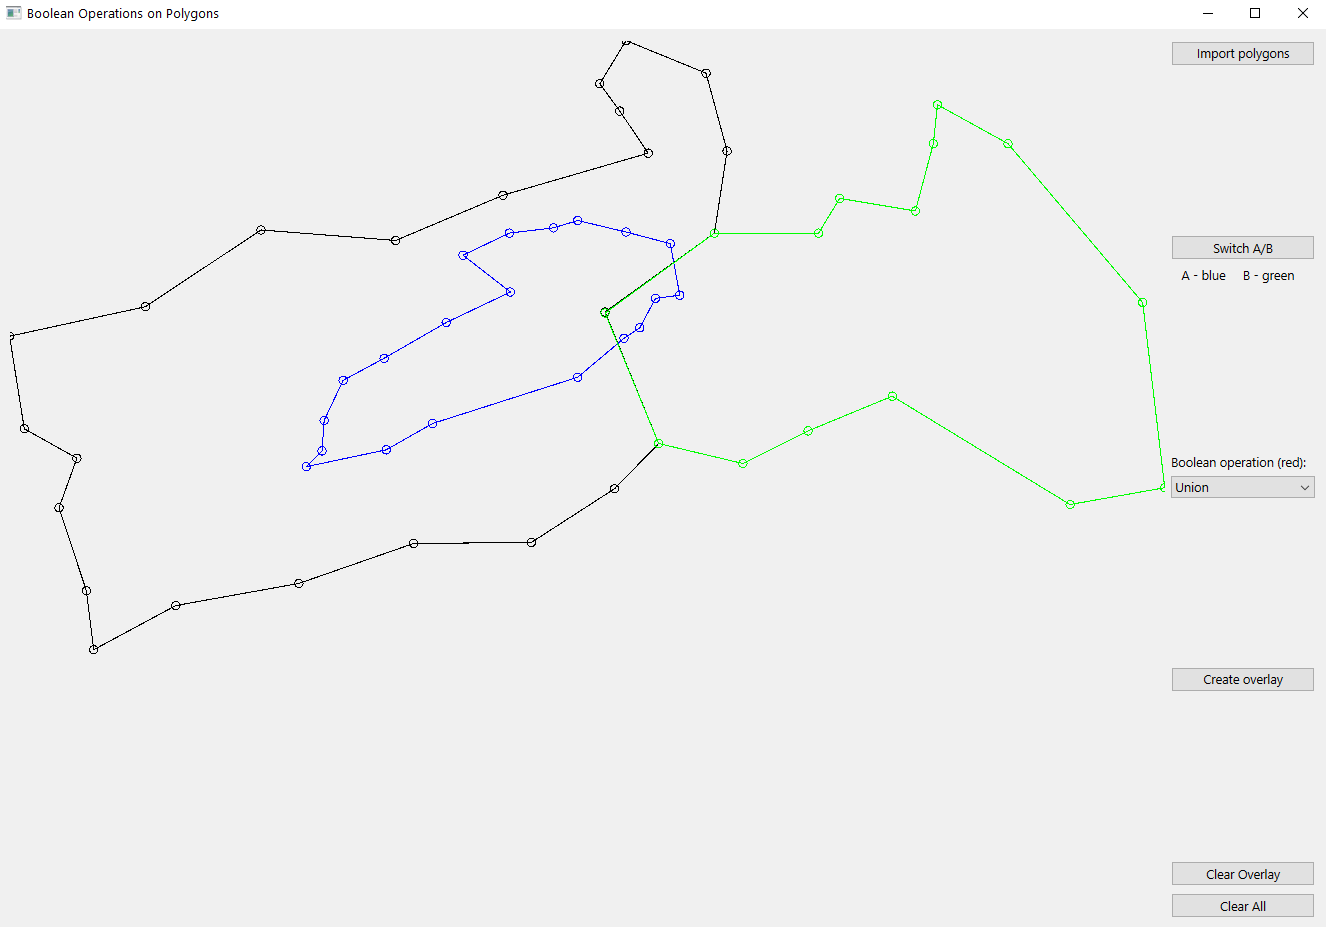 Boolean Operations on Polygons
Import polygons
Switch A/B
A - blue B - green
Boolean operation (red):
Union
Create overlay
Clear Overlay
Clear All